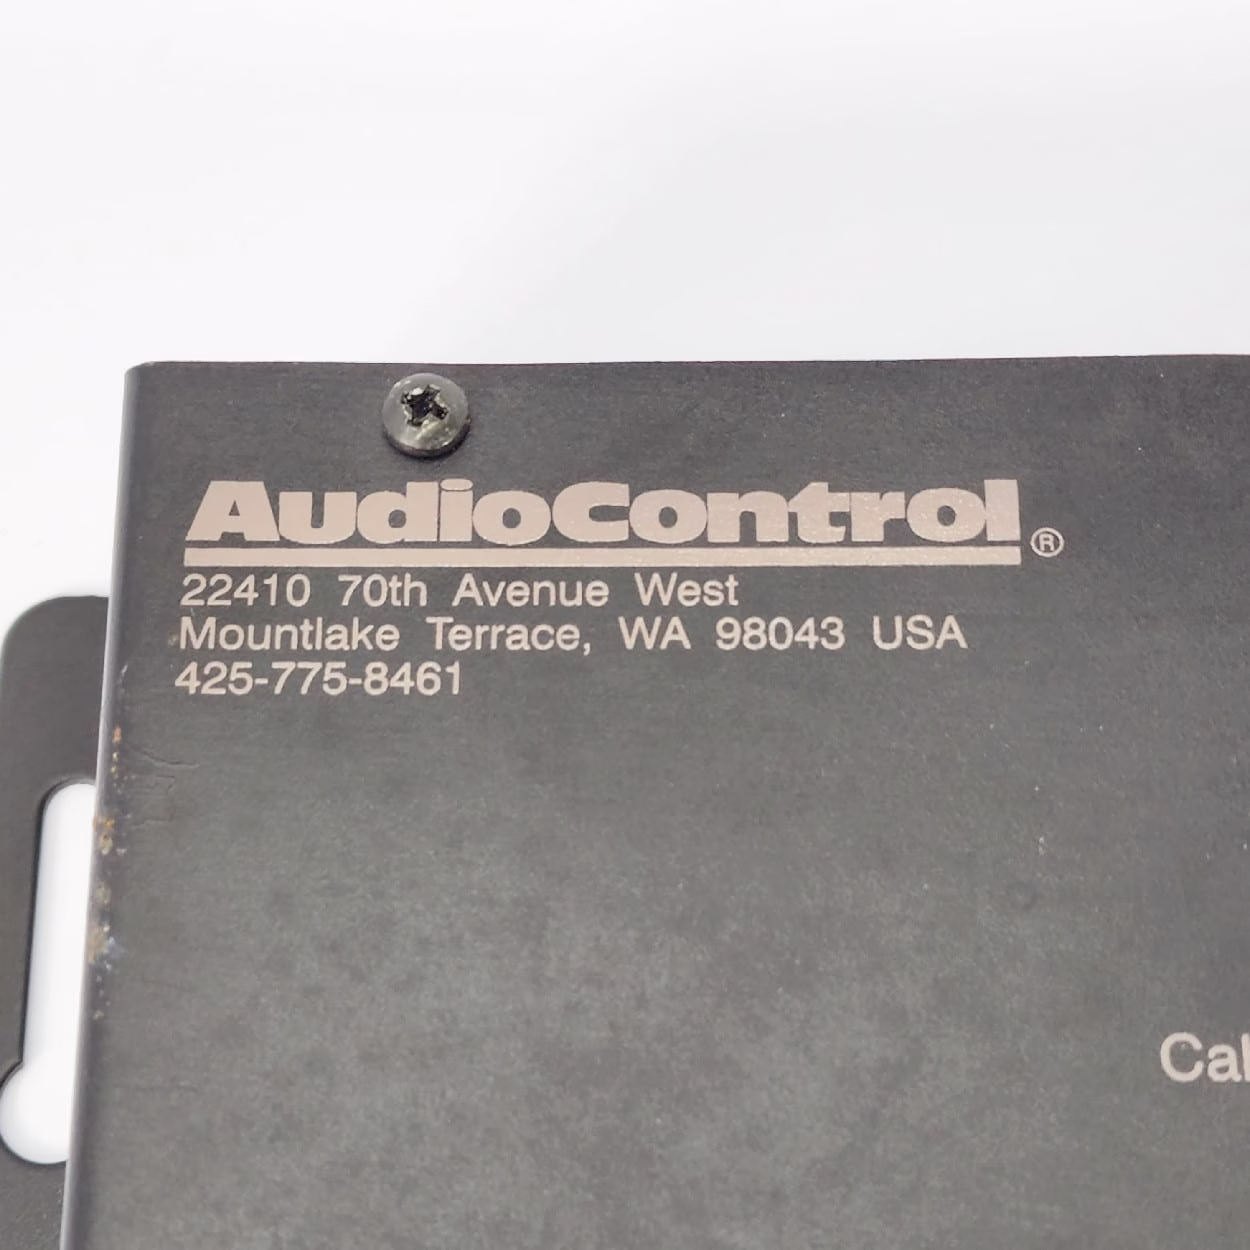 AudioControl®
22410 70th Avenue West
Mountlake Terrace, WA 98043 USA
425-775-8461